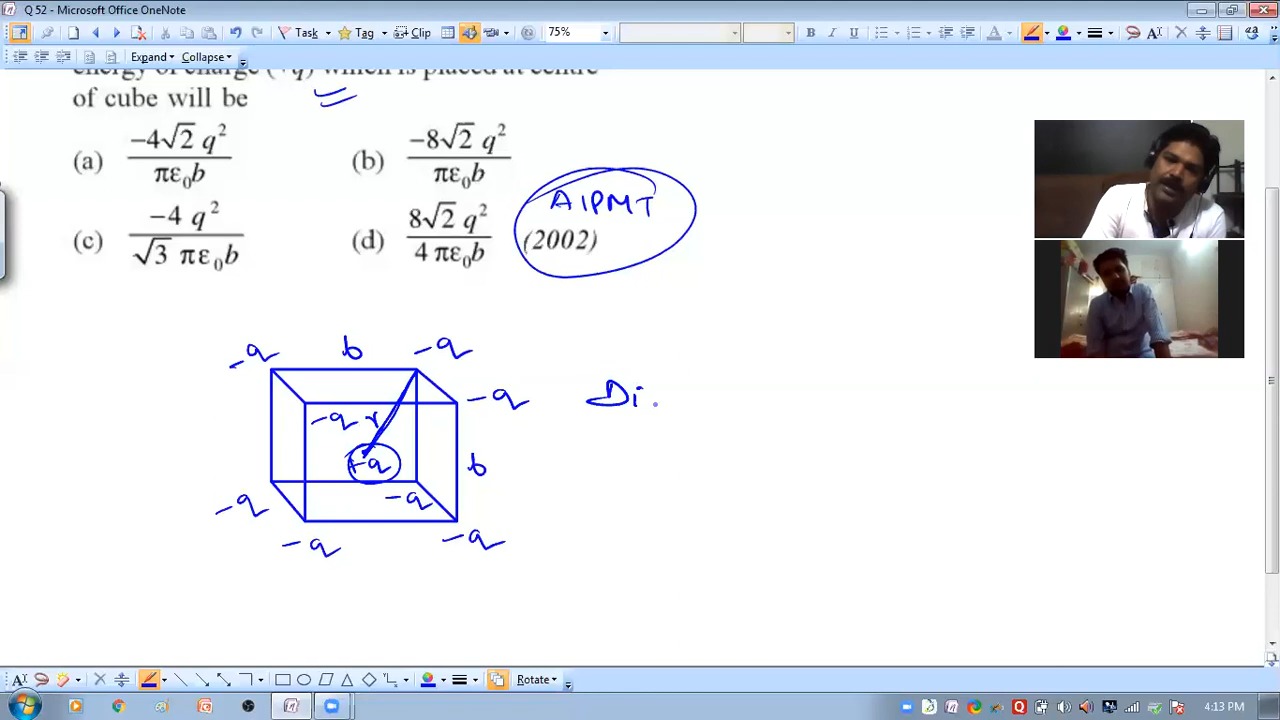 Q 52 - Microsoft Office OneNote
Task
Tag
Clip
75%
B I U
Expand
Collapse
energy of charge (+q) which is placed at centre
of cube will be
(a) −4√2 q² / πε₀b
(b) −8√2 q² / πε₀b
(c) −4 q² / √3 πε₀b
(d) 8√2 q² / 4 πε₀b
AIPMT
(2002)
-q b -q
-q
-q r
+q b
-q -q
-q -q
Di
Rotate
4:13 PM